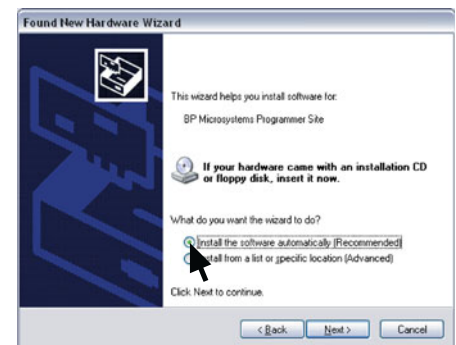 Found New Hardware Wizard
This wizard helps you install software for:
BP Microsystems Programmer Site
If your hardware came with an installation CD
or floppy disk, insert it now.
What do you want the wizard to do?
Install the software automatically (Recommended)
Install from a list or specific location (Advanced)
Click Next to continue.
< Back Next > Cancel